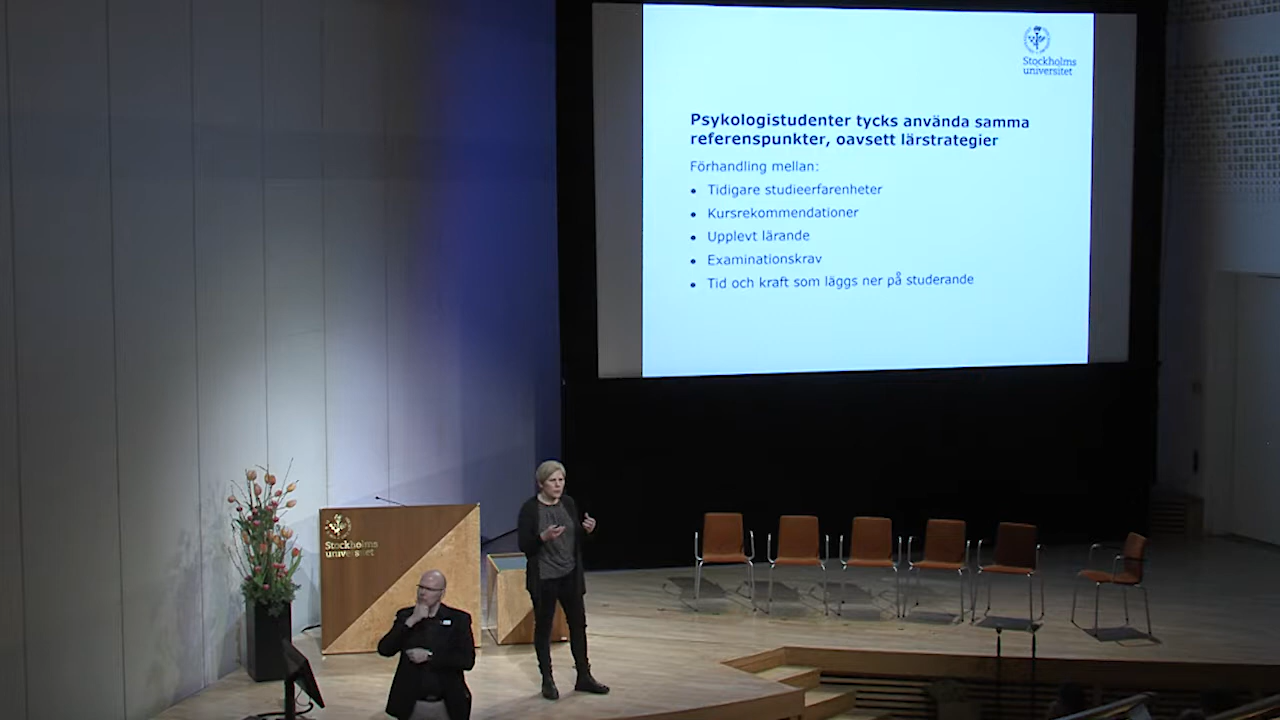 Stockholms
universitet
Psykologistudenter tycks använda samma
referenspunkter, oavsett lärstrategier
Förhandling mellan:
• Tidigare studieerfarenheter
• Kursrekommendationer
• Upplevt lärande
• Examinationskrav
• Tid och kraft som läggs ner på studerande
Stockholms
universitet